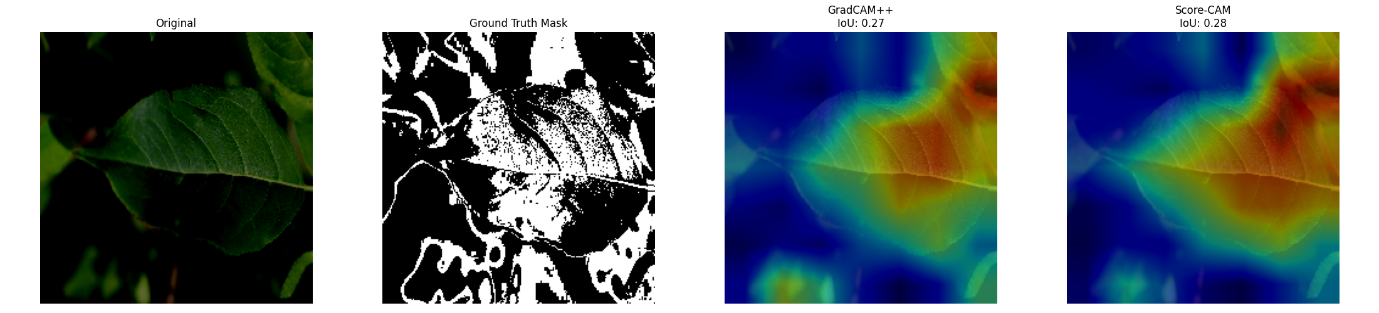 Original
Ground Truth Mask
GradCAM++
IoU: 0.27
Score-CAM
IoU: 0.28